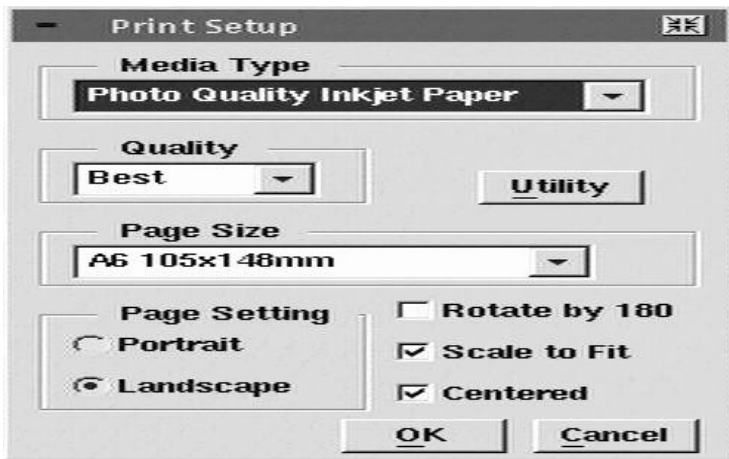 Print Setup
Media Type
Photo Quality Inkjet Paper
Quality
Best
Utility
Page Size
A6 105x148mm
Page Setting
Rotate by 180
Portrait
Scale to Fit
Landscape
Centered
OK
Cancel